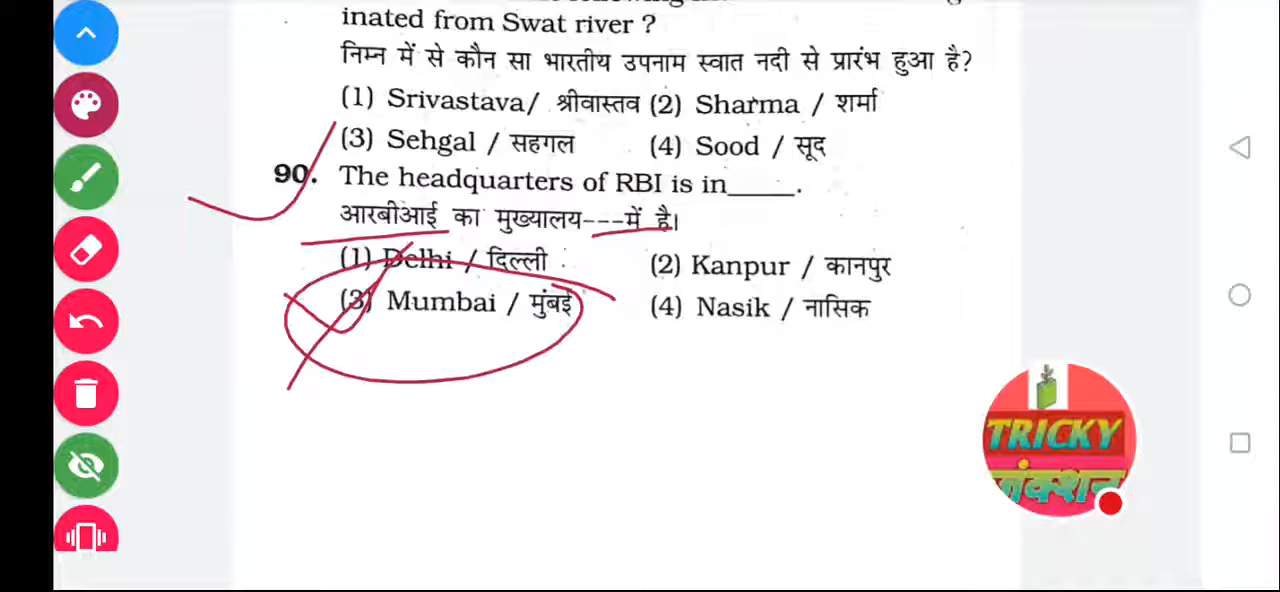 inated from Swat river ?
निम्न में से कौन सा भारतीय उपनाम स्वात नदी से प्रारंभ हुआ है?
(1) Srivastava/ श्रीवास्तव (2) Sharma / शर्मा
(3) Sehgal / सहगल (4) Sood / सूद
90. The headquarters of RBI is in_____.
आरबीआई का मुख्यालय---में है।
(1) Delhi / दिल्ली (2) Kanpur / कानपुर
(3) Mumbai / मुंबई (4) Nasik / नासिक
TRICKY